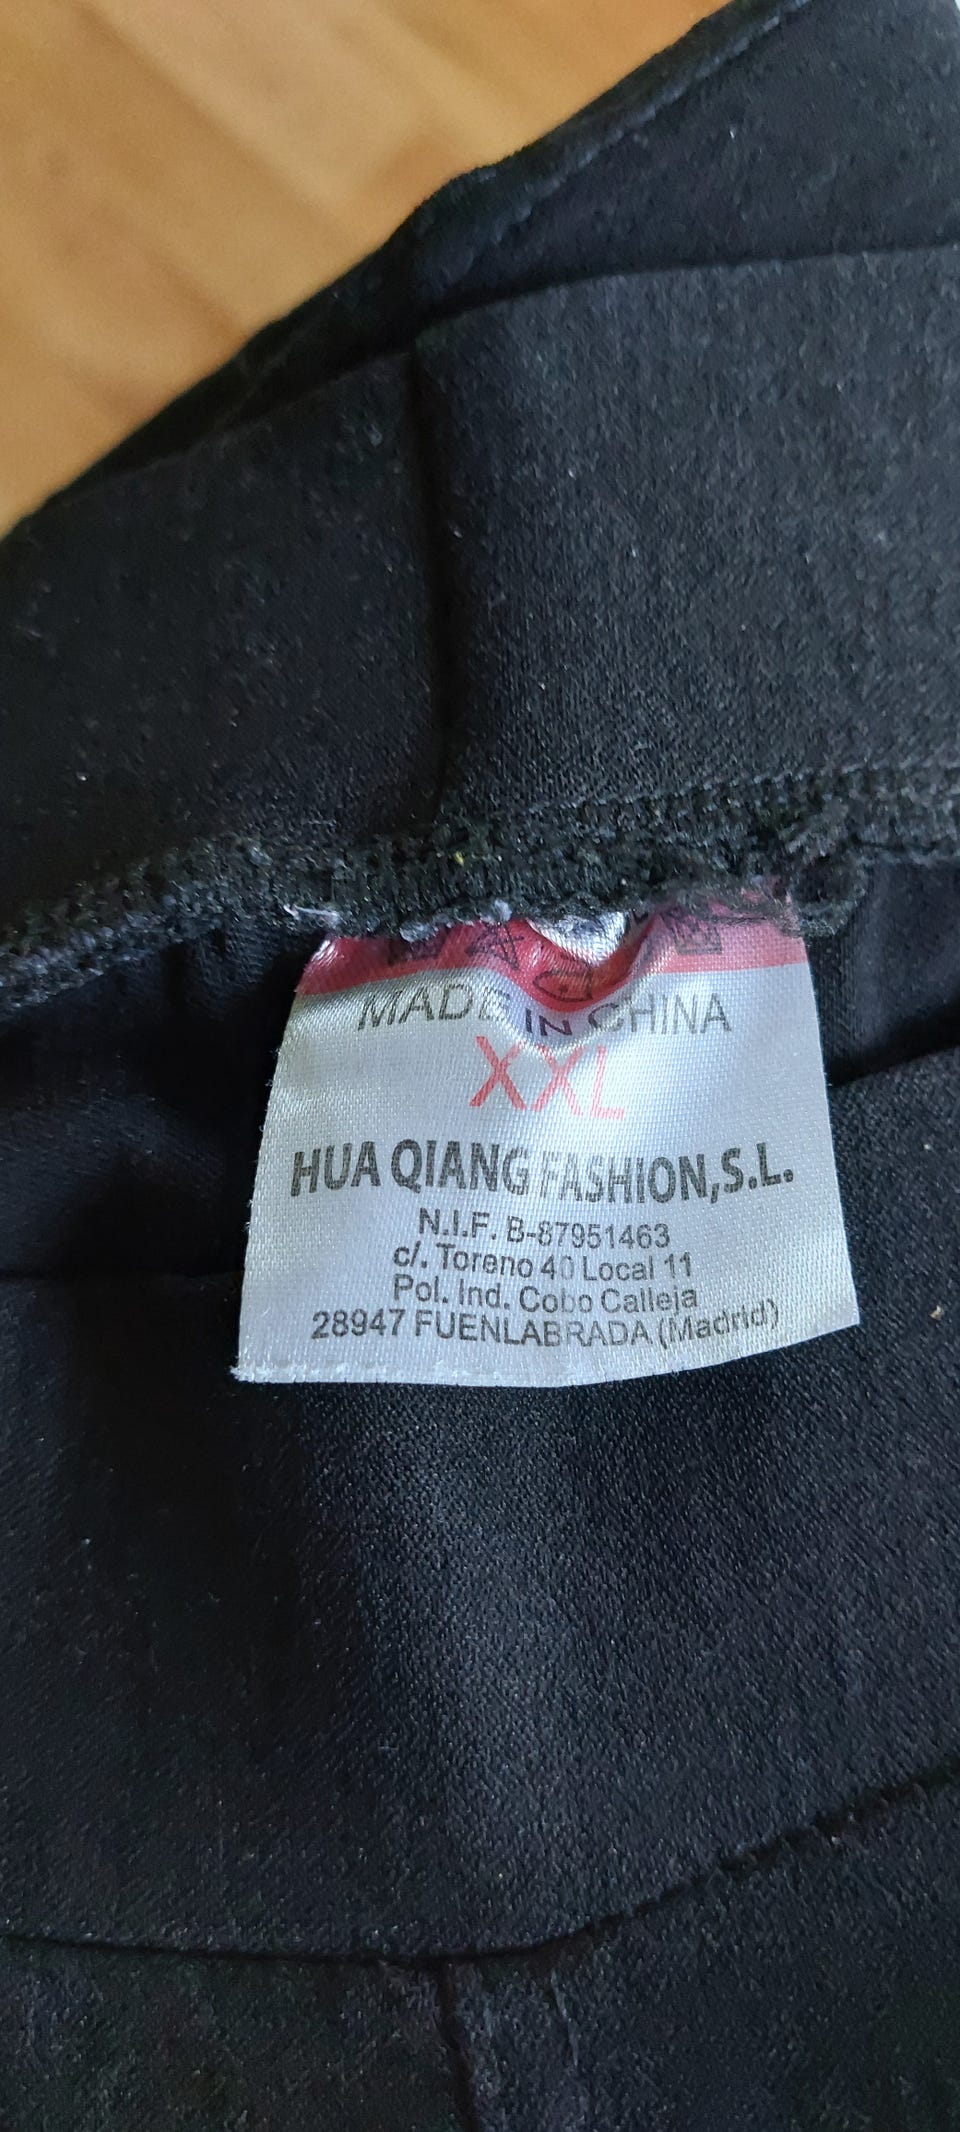 MADE IN CHINA
XXL
HUA QIANG FASHION,S.L.
N.I.F. B-87951463
c/. Toreno 40 Local 11
Pol. Ind. Cobo Calleja
28947 FUENLABRADA (Madrid)